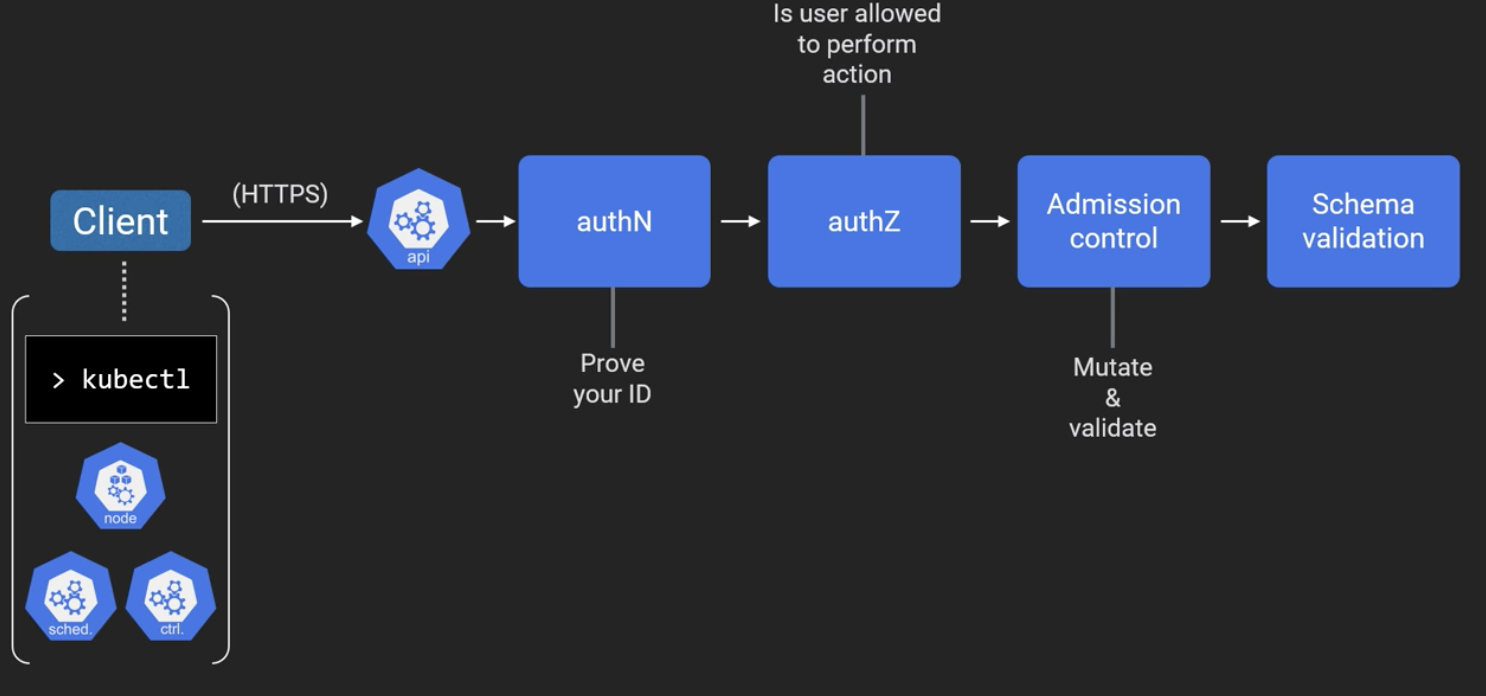 Is user allowed
to perform
action
Client
(HTTPS)
api
authN
authZ
Admission
control
Schema
validation
> kubectl
Prove
your ID
Mutate
&
validate
node
sched.
ctrl.